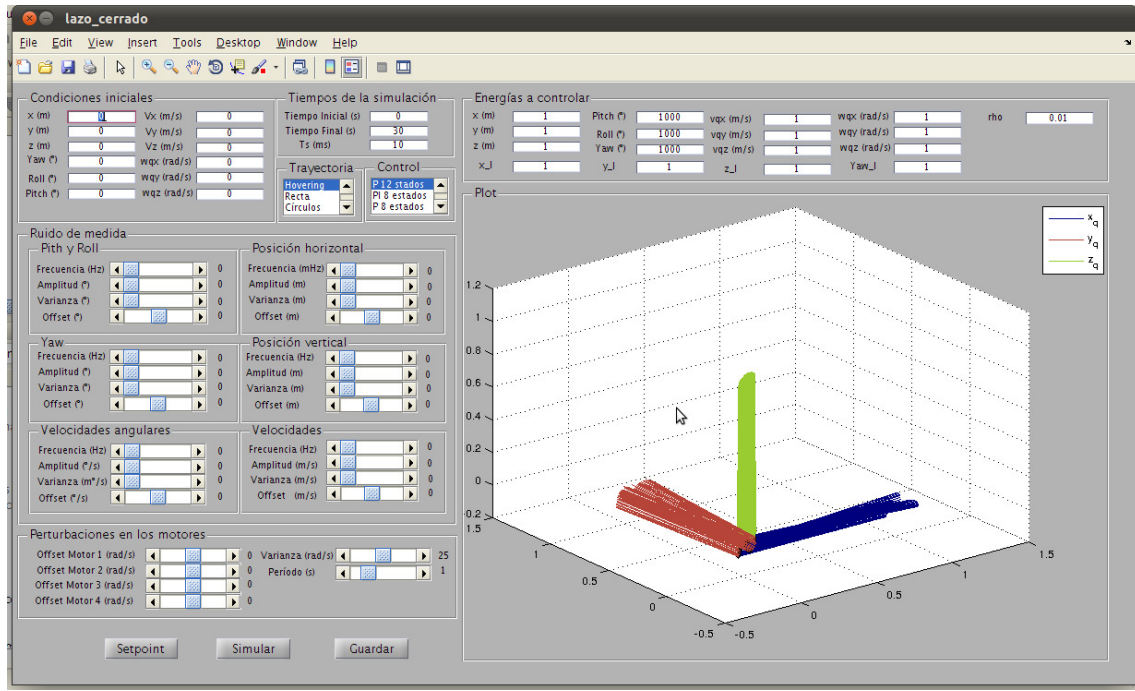 lazo_cerrado
File Edit View Insert Tools Desktop Window Help
Condiciones iniciales
x (m) 0 Vx (m/s) 0
y (m) 0 Vy (m/s) 0
z (m) 0 Vz (m/s) 0
Yaw (°) 0 wqx (rad/s) 0
Roll (°) 0 wqy (rad/s) 0
Pitch (°) 0 wqz (rad/s) 0
Tiempos de la simulación
Tiempo Inicial (s) 0
Tiempo Final (s) 30
Ts (ms) 10
Trayectoria
Hovering
Recta
Círculos
Control
P 12 stados
PI 8 estados
P 8 estados
Energías a controlar
x (m) 1 Pitch (°) 1000 vqx (m/s) 1 wqx (rad/s) 1 rho 0.01
y (m) 1 Roll (°) 1000 vqy (m/s) 1 wqy (rad/s) 1
z (m) 1 Yaw (°) 1000 vqz (m/s) 1 wqz (rad/s) 1
x_I 1 y_I 1 z_I 1 Yaw_I 1
Ruido de medida
Pith y Roll
Frecuencia (Hz) 0
Amplitud (°) 0
Varianza (°) 0
Offset (°) 0
Posición horizontal
Frecuencia (mHz) 0
Amplitud (m) 0
Varianza (m) 0
Offset (m) 0
Yaw
Frecuencia (Hz) 0
Amplitud (°) 0
Varianza (°) 0
Offset (°) 0
Posición vertical
Frecuencia (Hz) 0
Amplitud (m) 0
Varianza (m) 0
Offset (m) 0
Velocidades angulares
Frecuencia (Hz) 0
Amplitud (°/s) 0
Varianza (m°/s) 0
Offset (°/s) 0
Velocidades
Frecuencia (Hz) 0
Amplitud (m/s) 0
Varianza (m/s) 0
Offset (m/s) 0
Perturbaciones en los motores
Offset Motor 1 (rad/s) 0 Varianza (rad/s) 25
Offset Motor 2 (rad/s) 0 Período (s) 1
Offset Motor 3 (rad/s) 0
Offset Motor 4 (rad/s) 0
Setpoint Simular Guardar
Plot
x_q
y_q
z_q
1.2
1
0.8
0.6
0.4
0.2
0
-0.2
1.5
1
0.5
0
-0.5
-0.5
0
0.5
1
1.5